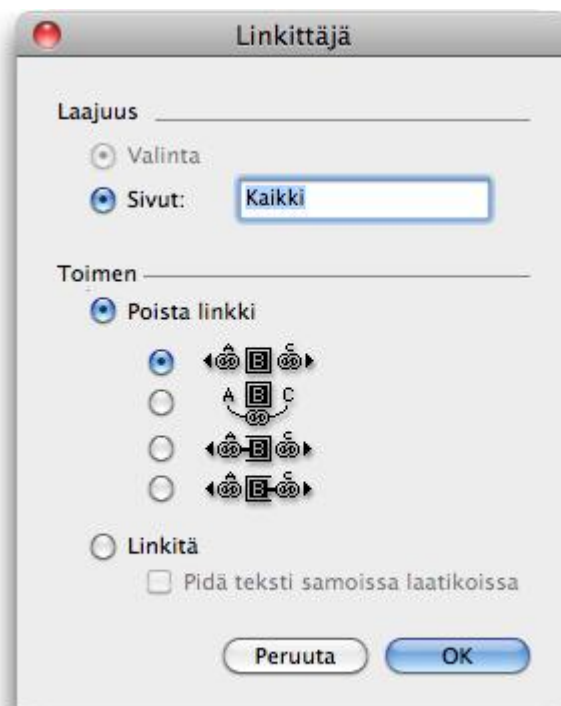 Linkittäjä
Laajuus
Valinta
Sivut: Kaikki
Toimen
Poista linkki
A B C
A B C
A B C
A B C
Linkitä
Pidä teksti samoissa laatikoissa
Peruuta OK